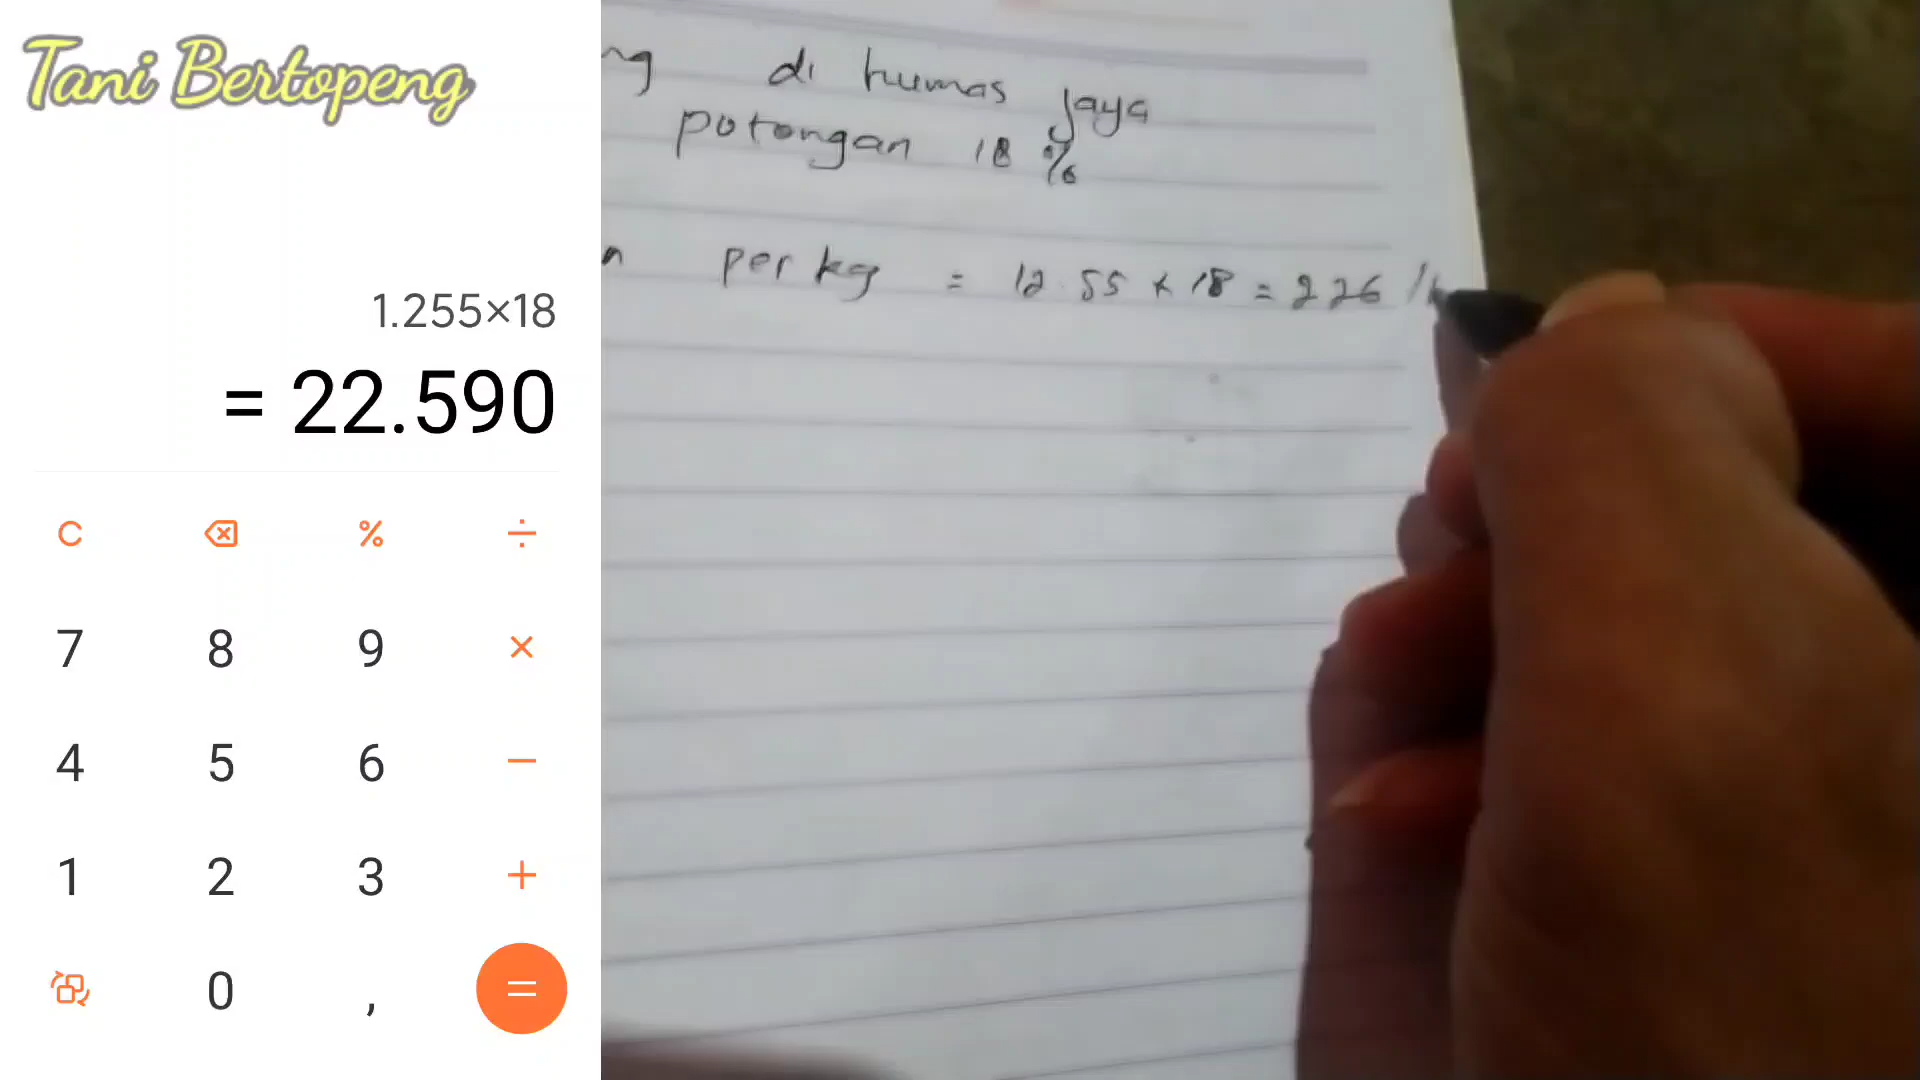 Tani Bertopeng
1.255×18
= 22.590
C % ÷
7 8 9 ×
4 5 6 −
1 2 3 +
0 , =
ng di humas jaya
potongan 18 %
n per kg = 12.55 x 18 = 226 /k